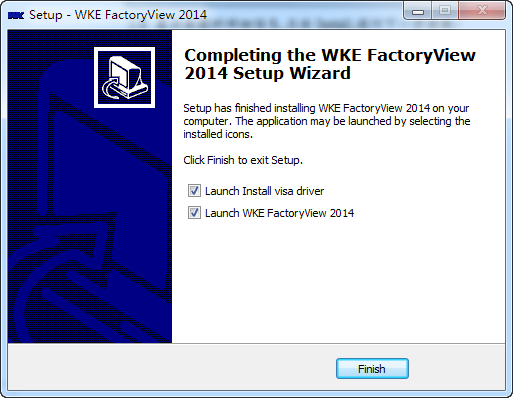 Setup - WKE FactoryView 2014
Completing the WKE FactoryView
2014 Setup Wizard
Setup has finished installing WKE FactoryView 2014 on your
computer. The application may be launched by selecting the
installed icons.
Click Finish to exit Setup.
Launch Install visa driver
Launch WKE FactoryView 2014
Finish